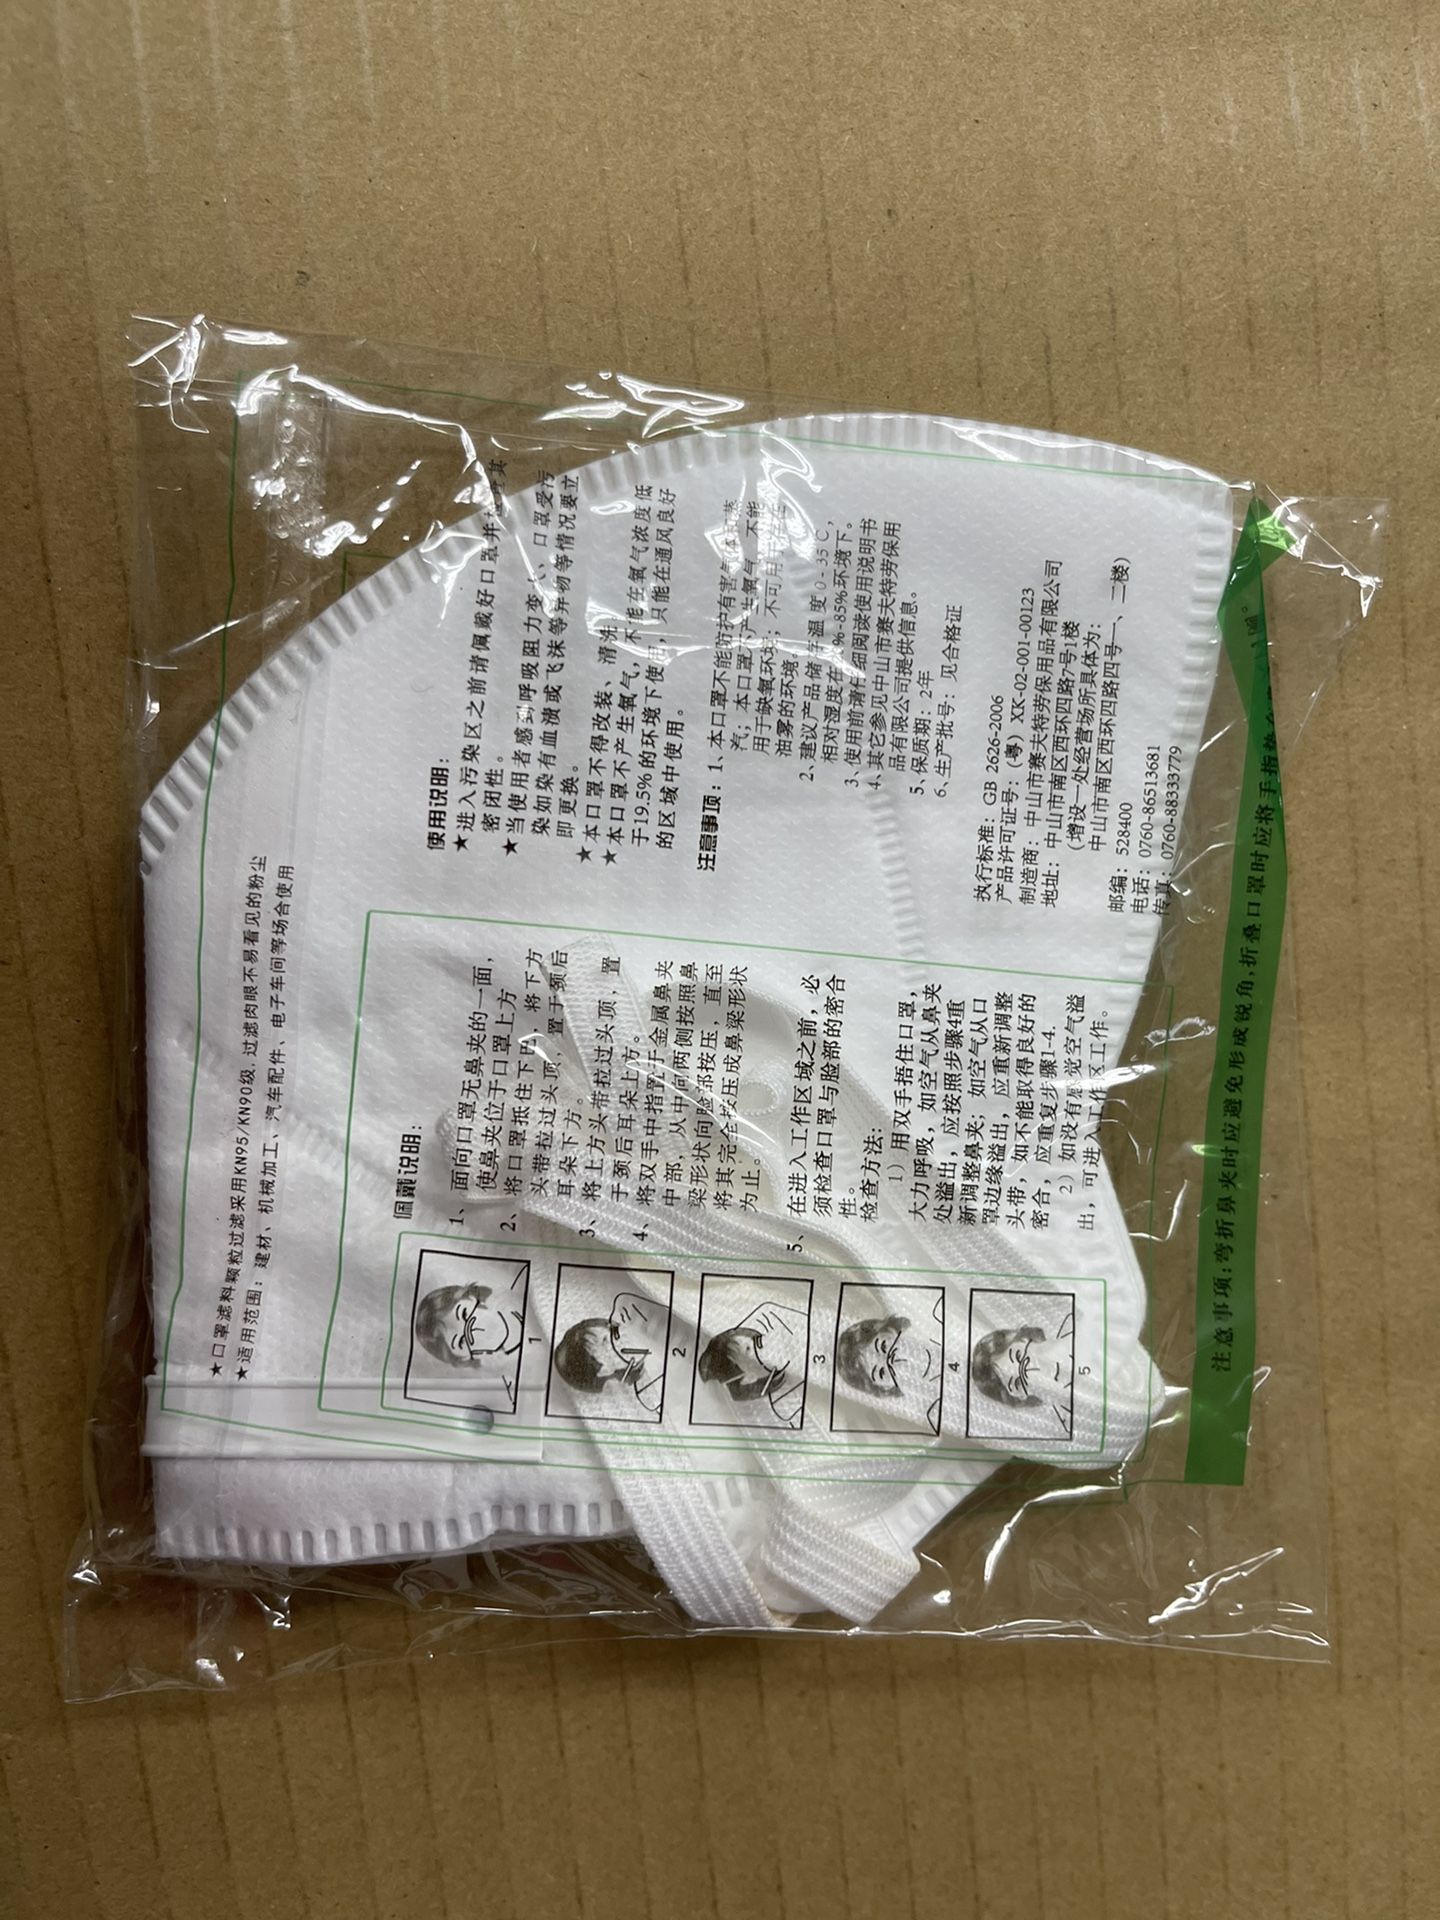 ★口罩滤料颗粒过滤采用KN95/KN90级,过滤肉眼不易看见的粉尘
★适用范围：建材、机械加工、汽车配件、电子车间等场合使用
佩戴说明：
1、面向口罩无鼻夹的一面，
使鼻夹位于口罩上方
2、将口罩抵住下巴，将下方
头带拉过头顶，置于颈后
耳朵下方。
3、将上方头带拉过头顶，置
于颈后耳朵上方。
4、将双手中指置于金属鼻夹
中部，从中向两侧按照鼻
梁形状向脸部按压，直至
将其完全按压成鼻梁形状
为止。
5、在进入工作区域之前，必
须检查口罩与脸部的密合
性。
检查方法：
1）用双手捂住口罩，
大力呼吸，如空气从鼻夹
处溢出，应按照步骤4重
新调整鼻夹；如空气从口
罩边缘溢出，应重新调整
头带，如不能取得良好的
密合，应重复步骤1-4.
2）如没有感觉空气溢
出，可进入工作区工作。
1
2
3
4
5
使用说明：
★进入污染区之前请佩戴好口罩并检查其
密闭性。
★当使用者感到呼吸阻力变大、口罩受污
染如染有血渍或飞沫等异物等情况要立
即更换。
★本口罩不得改装、清洗
★本口罩不产生氧气，不能在氧气浓度低
于19.5%的环境下使用，只能在通风良好
的区域中使用。
注意事项：1、本口罩不能防护有害气体和蒸
汽；本口罩不产生氧气，不能
用于缺氧环境；不可用于
油雾的环境。
2、建议产品储存温度0-35℃，
相对湿度在 %-85%环境下。
3、使用前请仔细阅读使用说明书
4、其它参见中山市赛夫特劳保用
品有限公司提供信息。
5、保质期：2年
6、生产批号：见合格证
执行标准：GB 2626-2006
产品许可证号：(粤) XK-02-001-00123
制造商：中山市赛夫特劳保用品有限公司
地址：中山市南区西环四路7号1楼
(增设一处经营场所具体为：
中山市南区西环四路四号一、二楼)
邮编：528400
电话：0760-86513681
传真：0760-88333779
注意事项:弯折鼻夹时应避免形成锐角,折叠口罩时应将手指垫